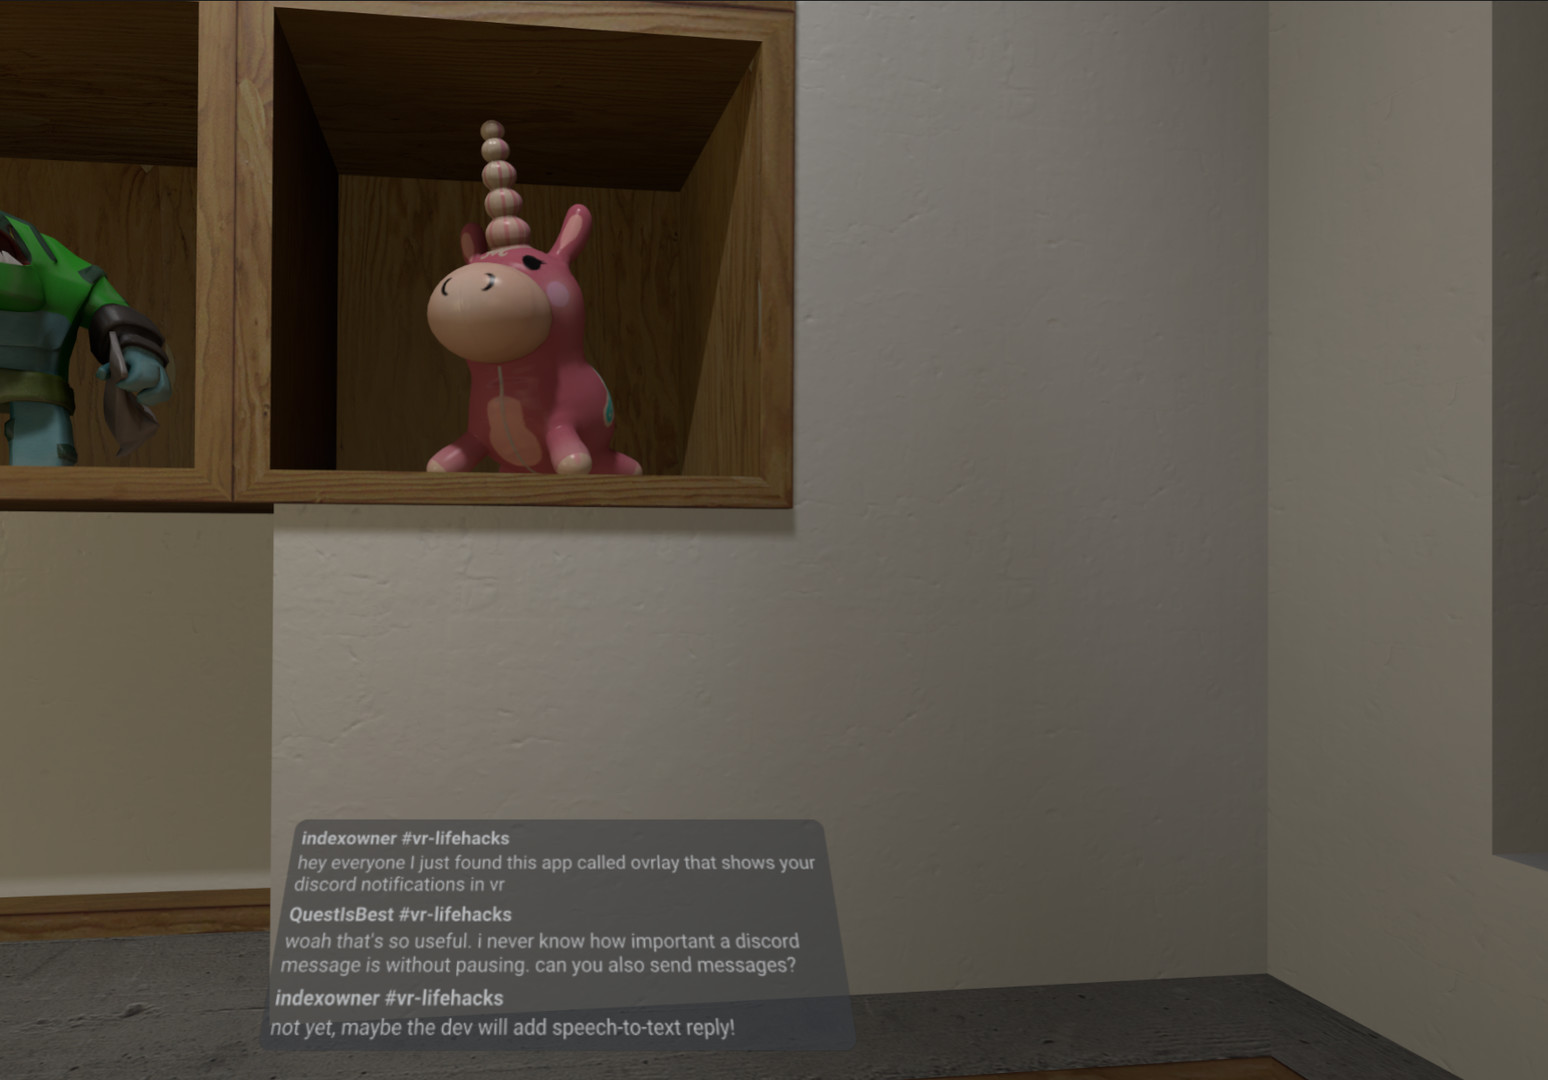 indexowner #vr-lifehacks
hey everyone I just found this app called ovrlay that shows your
discord notifications in vr
QuestIsBest #vr-lifehacks
woah that's so useful. i never know how important a discord
message is without pausing. can you also send messages?
indexowner #vr-lifehacks
not yet, maybe the dev will add speech-to-text reply!